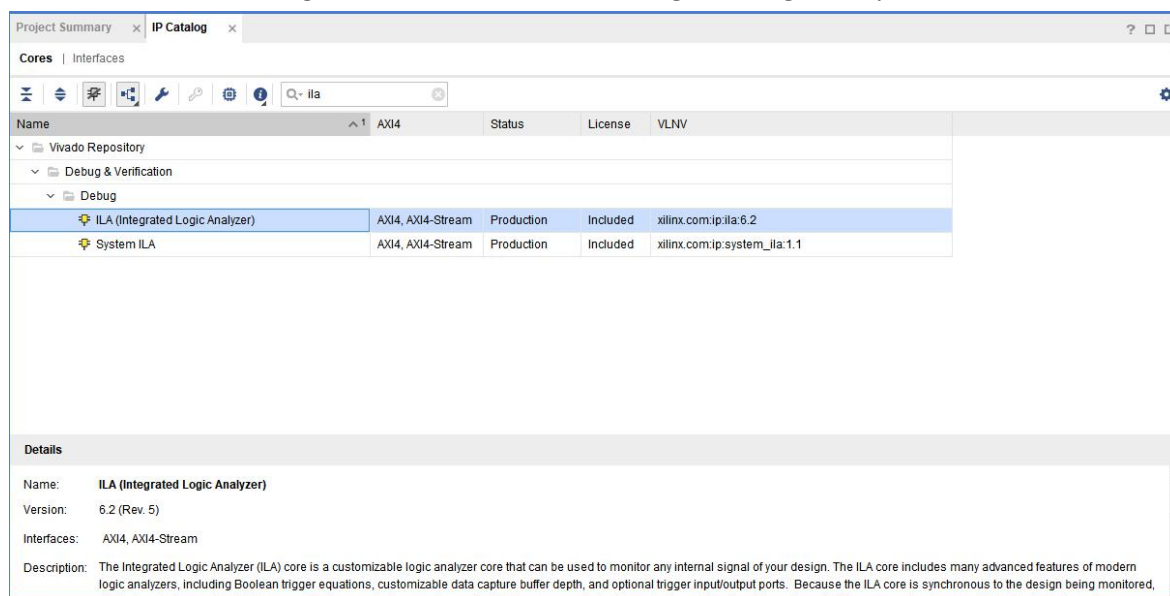 Project Summary × IP Catalog ×
Cores | Interfaces
ila
Name 1 AXI4 Status License VLNV
Vivado Repository
Debug & Verification
Debug
ILA (Integrated Logic Analyzer) AXI4, AXI4-Stream Production Included xilinx.com:ip:ila:6.2
System ILA AXI4, AXI4-Stream Production Included xilinx.com:ip:system_ila:1.1
Details
Name: ILA (Integrated Logic Analyzer)
Version: 6.2 (Rev. 5)
Interfaces: AXI4, AXI4-Stream
Description: The Integrated Logic Analyzer (ILA) core is a customizable logic analyzer core that can be used to monitor any internal signal of your design. The ILA core includes many advanced features of modern
logic analyzers, including Boolean trigger equations, customizable data capture buffer depth, and optional trigger input/output ports. Because the ILA core is synchronous to the design being monitored,